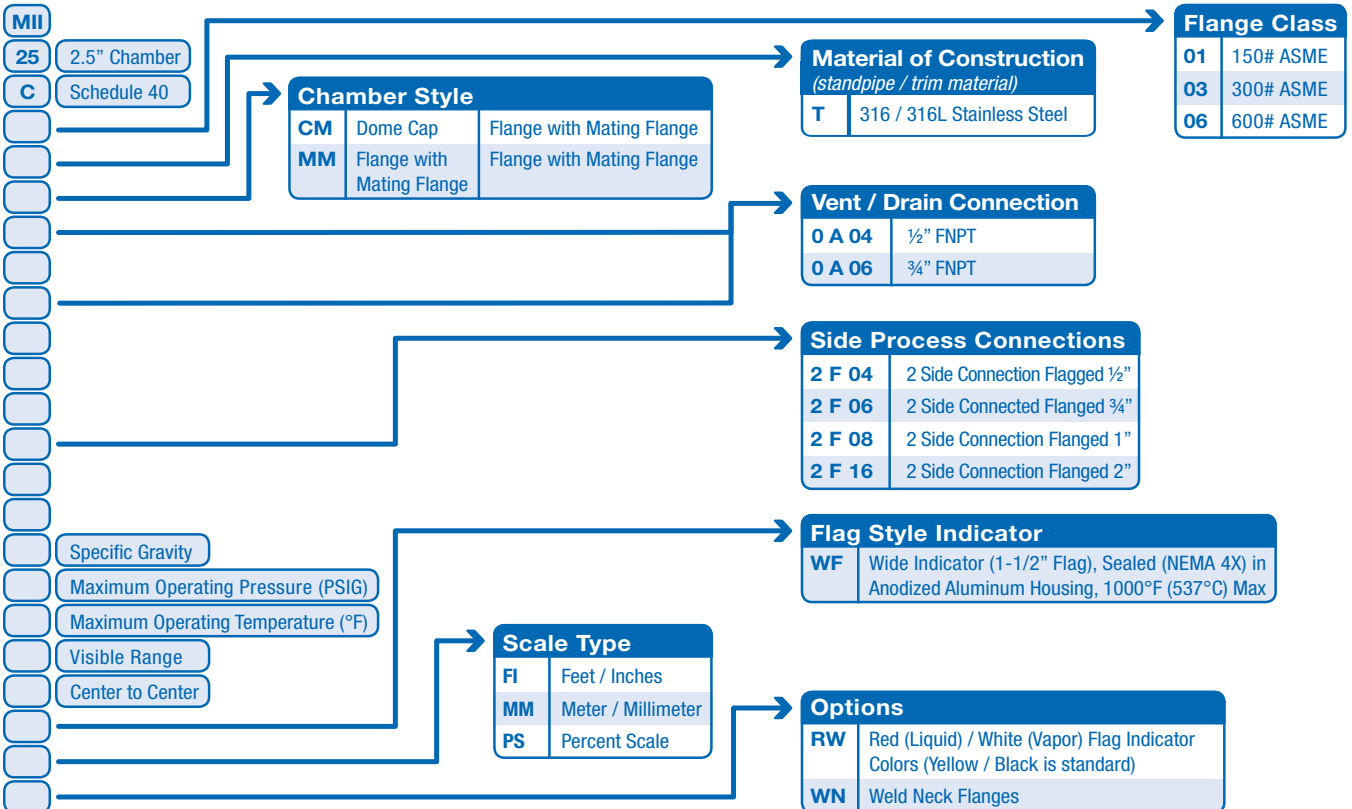 MII
25 2.5” Chamber
C Schedule 40
Flange Class
01 150# ASME
03 300# ASME
06 600# ASME
Material of Construction
(standpipe / trim material)
T 316 / 316L Stainless Steel
Chamber Style
CM Dome Cap Flange with Mating Flange
MM Flange with Flange with Mating Flange
Mating Flange
Vent / Drain Connection
0 A 04 ½” FNPT
0 A 06 ¾” FNPT
Side Process Connections
2 F 04 2 Side Connection Flagged ½”
2 F 06 2 Side Connected Flanged ¾”
2 F 08 2 Side Connection Flanged 1”
2 F 16 2 Side Connection Flanged 2”
Specific Gravity
Maximum Operating Pressure (PSIG)
Maximum Operating Temperature (°F)
Visible Range
Center to Center
Flag Style Indicator
WF Wide Indicator (1-1/2” Flag), Sealed (NEMA 4X) in
Anodized Aluminum Housing, 1000°F (537°C) Max
Scale Type
FI Feet / Inches
MM Meter / Millimeter
PS Percent Scale
Options
RW Red (Liquid) / White (Vapor) Flag Indicator
Colors (Yellow / Black is standard)
WN Weld Neck Flanges